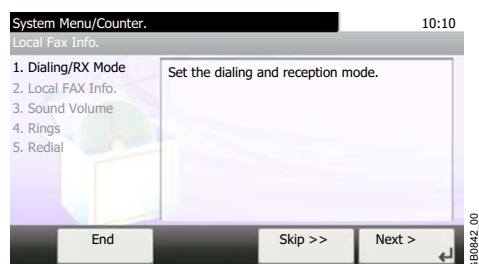 System Menu/Counter.
10:10
Local Fax Info.
1. Dialing/RX Mode
2. Local FAX Info.
3. Sound Volume
4. Rings
5. Redial
Set the dialing and reception mode.
End
Skip >>
Next >
GB0842_00